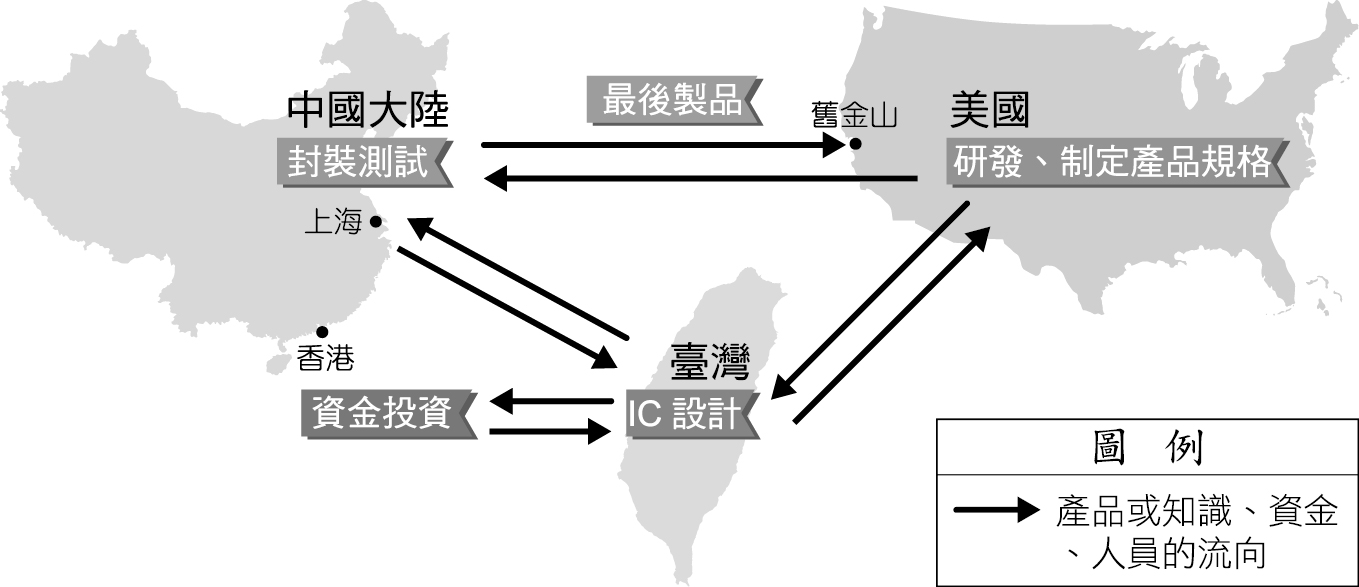 中國大陸
封裝測試
上海
香港
資金投資
最後製品
舊金山
美國
研發、制定產品規格
臺灣
IC 設計
圖 例
產品或知識、資金
、人員的流向